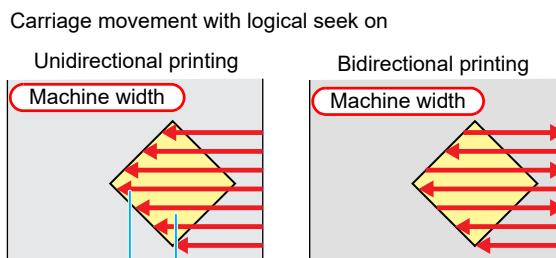 Carriage movement with logical seek on
Unidirectional printing
Bidirectional printing
Machine width
Machine width